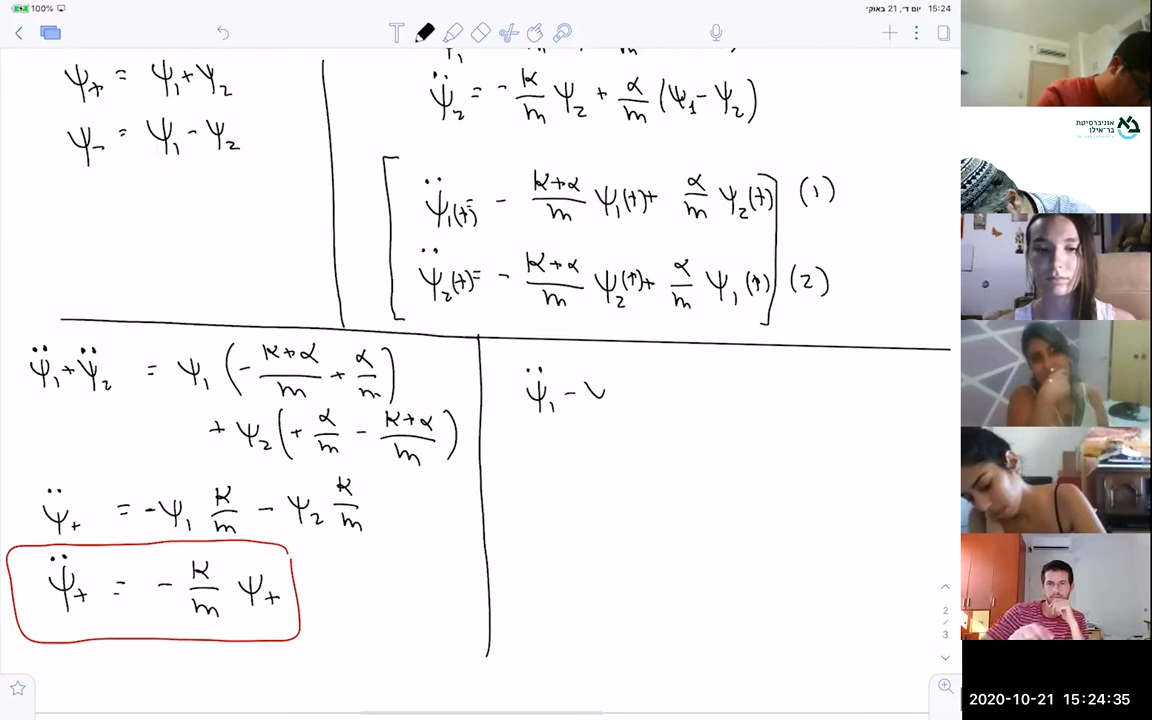 100%
15:24 יום ד׳, 21 באוק׳
ψ₊ = ψ₁+ψ₂
ψ₋ = ψ₁-ψ₂
ψ̈₂ = -κ/m ψ₂ + α/m (ψ₁-ψ₂)
ψ̈₁(t)= - κ+α/m ψ₁(t)+ α/m ψ₂(t) (1)
ψ̈₂(t)= - κ+α/m ψ₂(t)+ α/m ψ₁(t) (2)
ψ̈₁+ψ̈₂ = ψ₁ (-κ+α/m + α/m)
+ ψ₂ (+α/m - κ+α/m)
ψ̈₊ = -ψ₁ κ/m - ψ₂ κ/m
ψ̈₊ = - κ/m ψ₊
ψ̈₁ -
2
/
3
אוניברסיטת
בר־אילן
2020-10-21 15:24:35